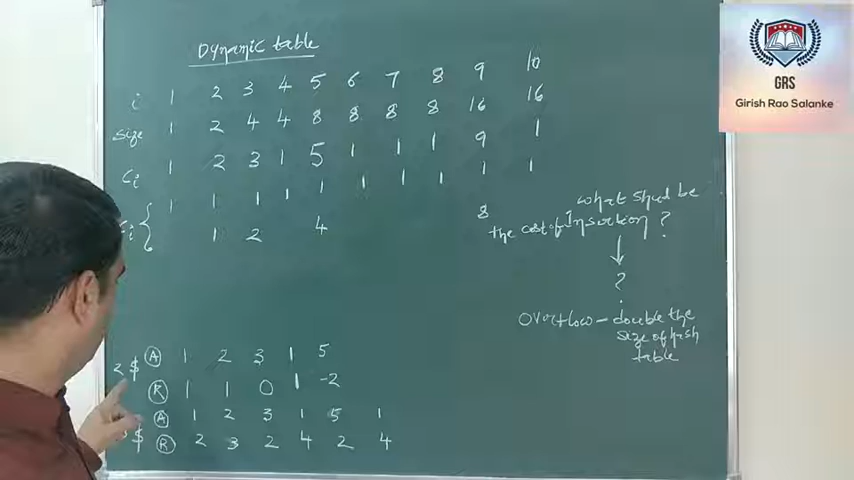 Dynamic table
i 1 2 3 4 5 6 7 8 9 10
size 1 2 4 4 8 8 8 8 16 16
Ci 1 2 3 1 5 1 1 1 9 1
1 1 1 1 1 1 1 1 1 1
1 2 4 8
what shud be
the cost of Insertion ?
?
Overflow - double the
size of hash
table
2 $ A 1 2 3 1 5
R 1 1 0 1 -2
A 1 2 3 1 5 1
$ R 2 3 2 4 2 4
GRS
Girish Rao Salanke